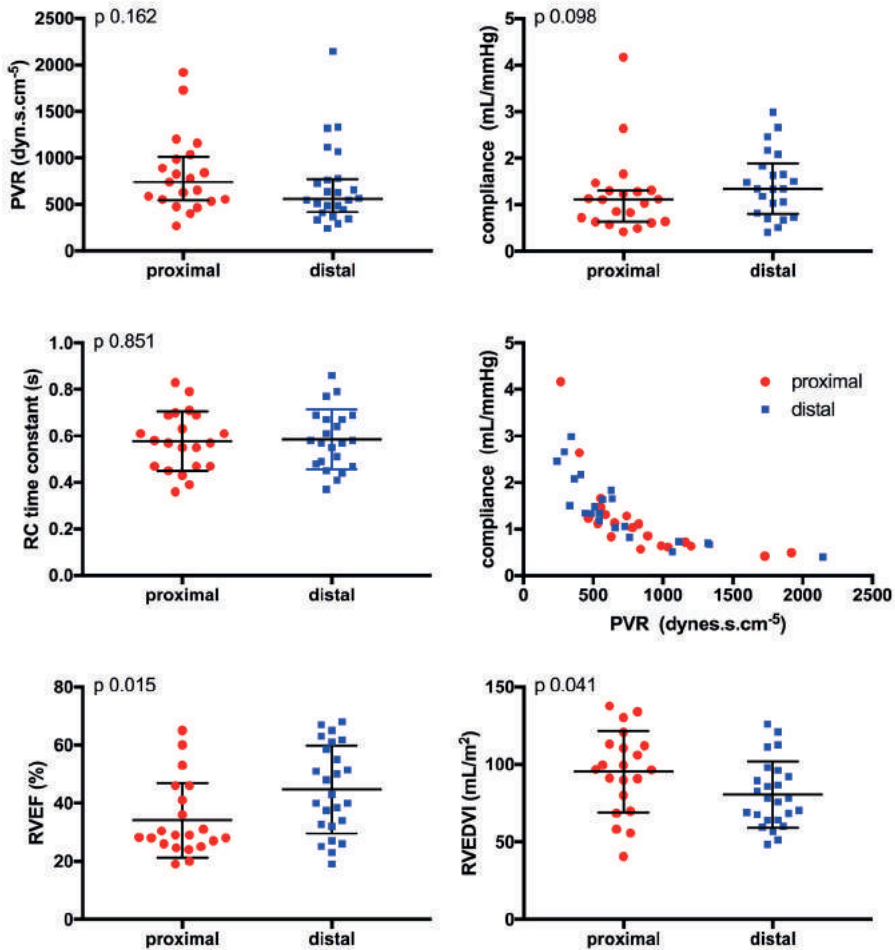 p 0.162
2500
2000
1500
1000
500
0
PVR (dyn.s.cm⁻⁵)
proximal distal
p 0.098
5
4
3
2
1
0
compliance (mL/mmHg)
proximal distal
p 0.851
1.0
0.8
0.6
0.4
0.2
0.0
RC time constant (s)
proximal distal
5
4
3
2
1
0
compliance (mL/mmHg)
proximal
distal
0 500 1000 1500 2000 2500
PVR (dynes.s.cm⁻⁵)
p 0.015
80
60
40
20
0
RVEF (%)
proximal distal
p 0.041
150
100
50
0
RVEDVI (mL/m²)
proximal distal